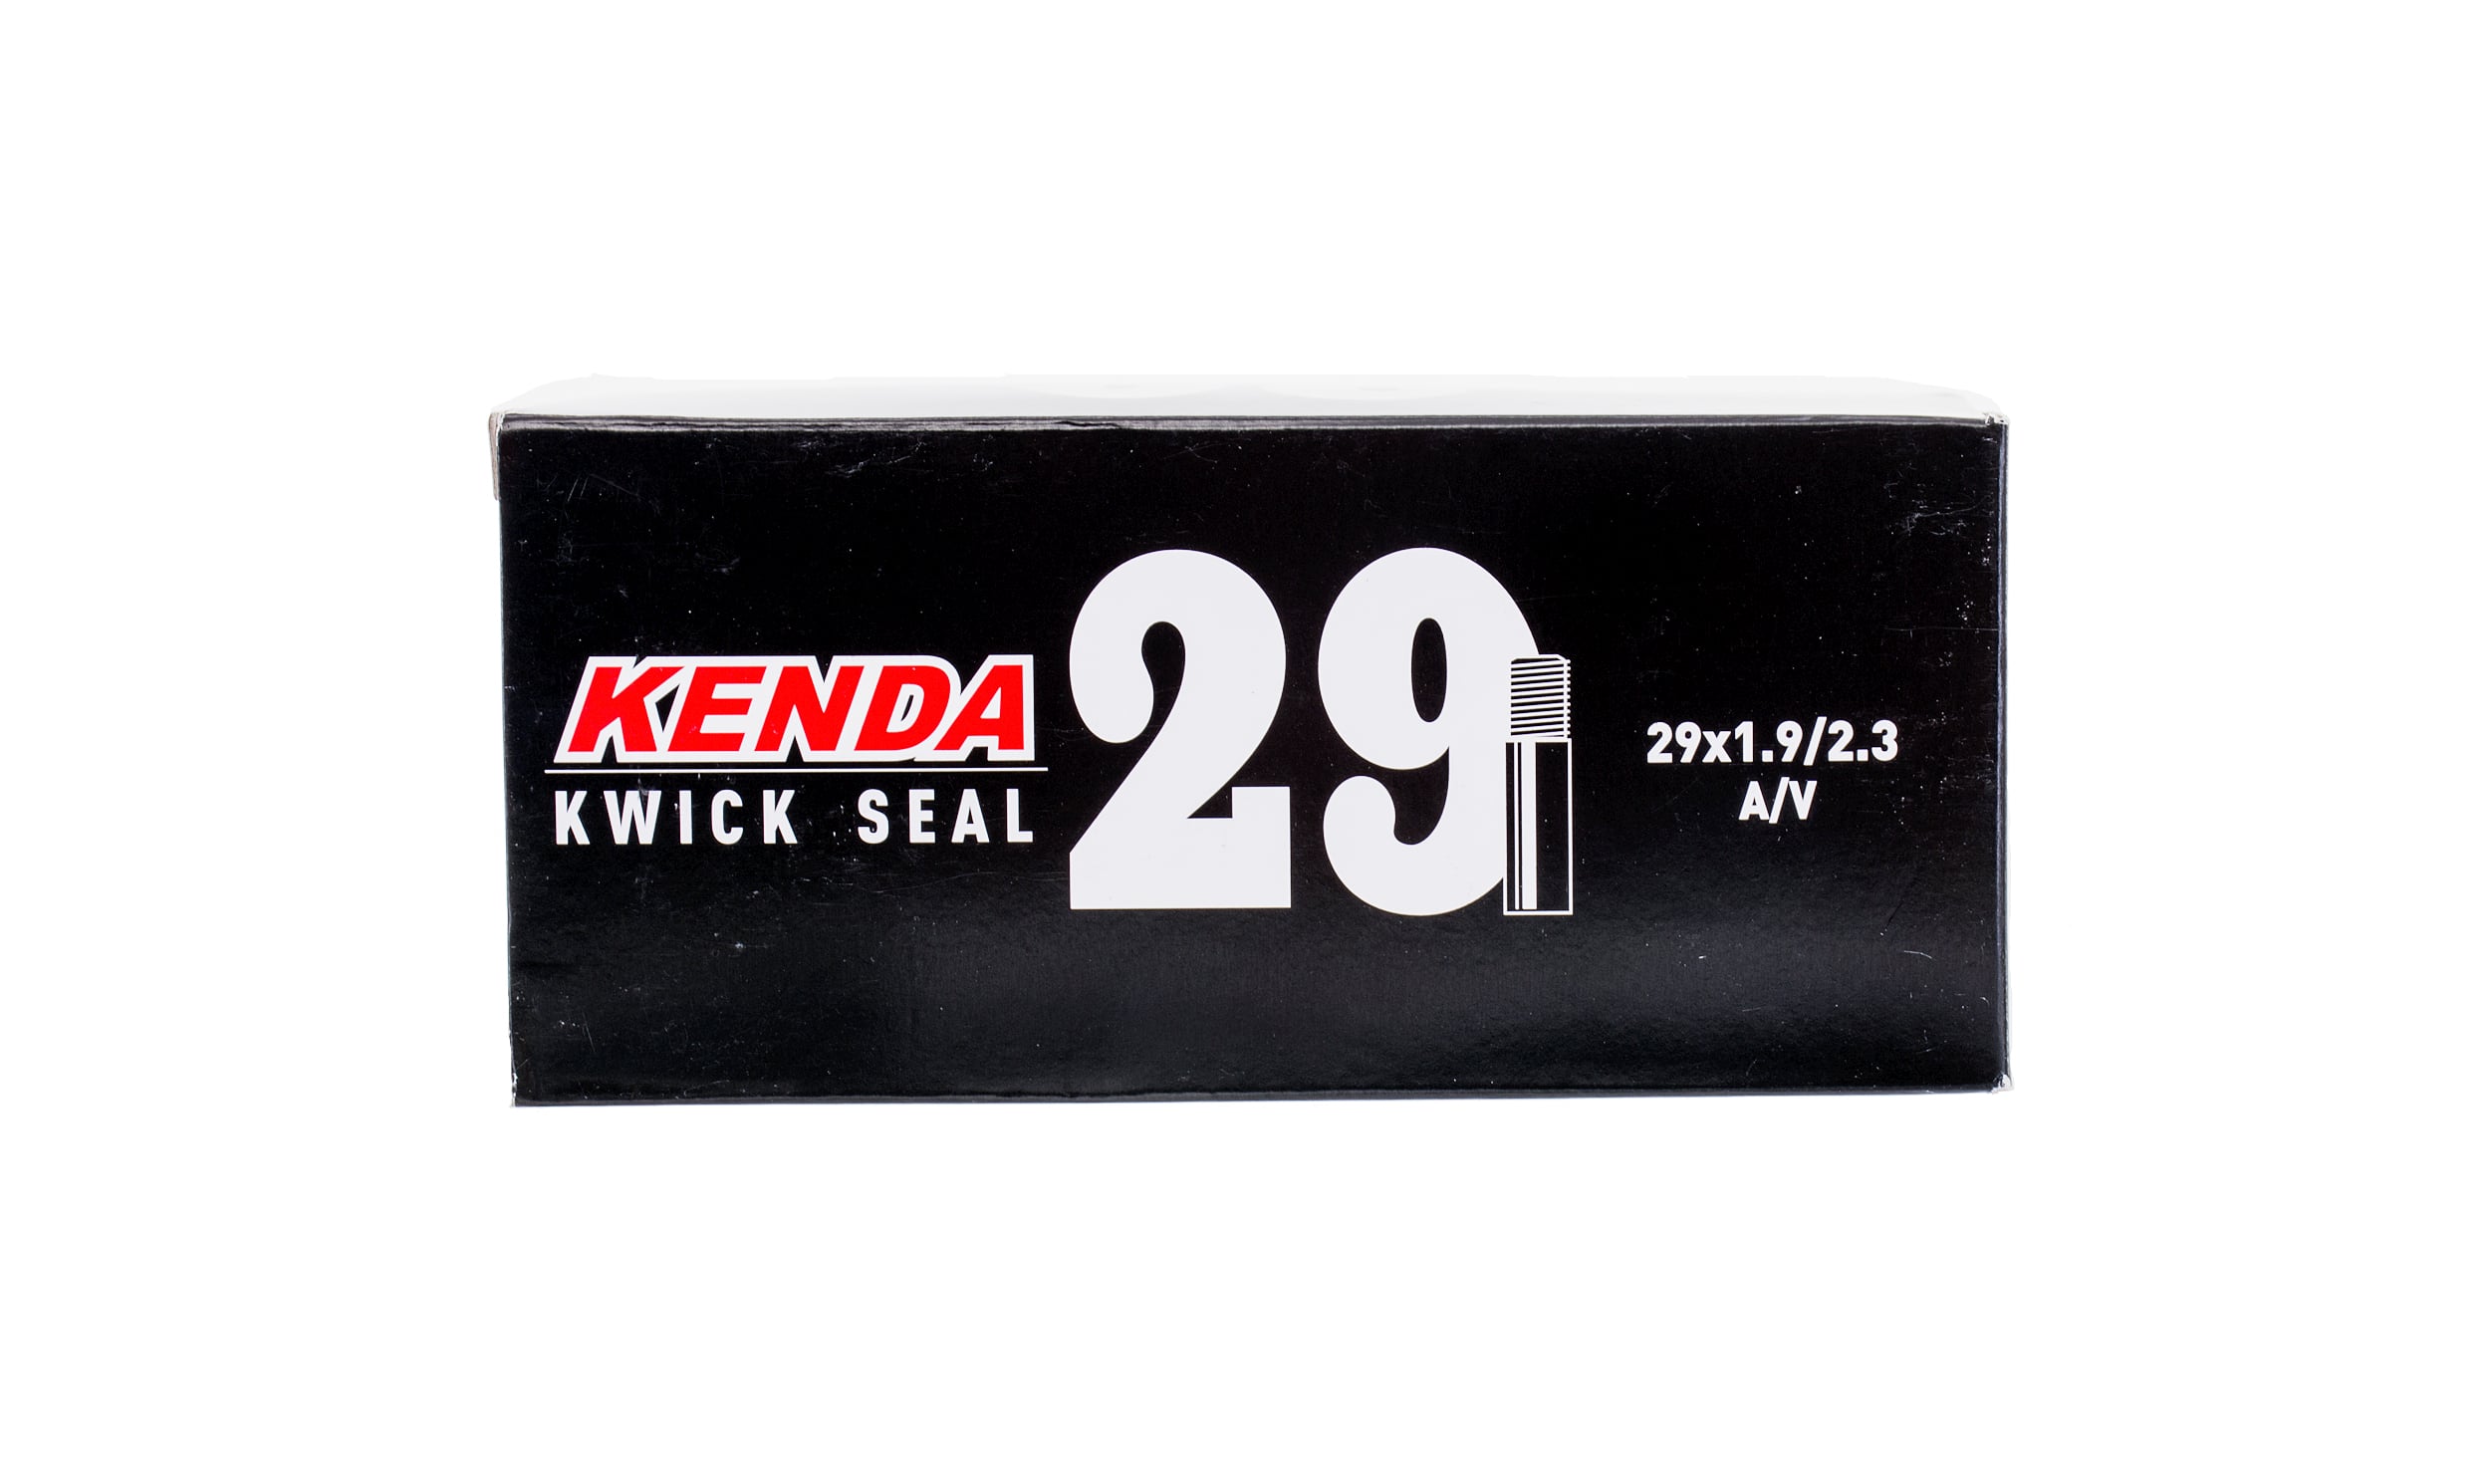 KENDA
KWICK SEAL
29
29x1.9/2.3
A/V